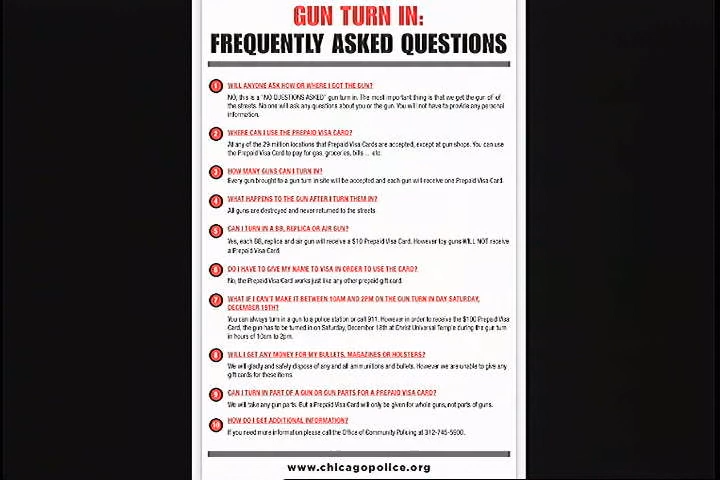 GUN TURN IN:
FREQUENTLY ASKED QUESTIONS
1 WILL ANYONE ASK HOW OR WHERE I GOT THE GUN?
NO, this is a "NO QUESTIONS ASKED" gun turn in. The most important thing is that we get the gun off of
the streets. No one will ask any questions about you or the gun. You will not have to provide any personal
information.
2 WHERE CAN I USE THE PREPAID VISA CARD?
At any of the 29 million locations that Prepaid Visa Cards are accepted, except at gun shops. You can use
the Prepaid Visa Card to pay for gas, groceries, bills ... etc.
3 HOW MANY GUNS CAN I TURN IN?
Every gun brought to a gun turn in site will be accepted and each gun will receive one Prepaid Visa Card.
4 WHAT HAPPENS TO THE GUN AFTER I TURN THEM IN?
All guns are destroyed and never returned to the streets
5 CAN I TURN IN A BB, REPLICA OR AIR GUN?
Yes, each BB, replica and air gun will receive a $10 Prepaid Visa Card. However toy guns WILL NOT receive
a Prepaid Visa Card.
6 DO I HAVE TO GIVE MY NAME TO VISA IN ORDER TO USE THE CARD?
No, the Prepaid Visa Card works just like any other prepaid gift card.
7 WHAT IF I CAN'T MAKE IT BETWEEN 10AM AND 2PM ON THE GUN TURN IN DAY SATURDAY,
DECEMBER 19TH?
You can always turn in a gun to a police station or call 911. However in order to receive the $100 Prepaid Visa
Card, the gun has to be turned in on Saturday, December 19th at Christ Universal Temple during the gun turn
in hours of 10am to 2pm.
8 WILL I GET ANY MONEY FOR MY BULLETS, MAGAZINES OR HOLSTERS?
We will gladly and safely dispose of any and all ammunitions and bullets. However we are unable to give any
gift cards for these items.
9 CAN I TURN IN PART OF A GUN OR GUN PARTS FOR A PREPAID VISA CARD?
We will take any gun parts. But a Prepaid Visa Card will only be given for whole guns, not parts of guns.
10 HOW DO I GET ADDITIONAL INFORMATION?
If you need more information please call the Office of Community Policing at 312-745-5900.
www.chicagopolice.org